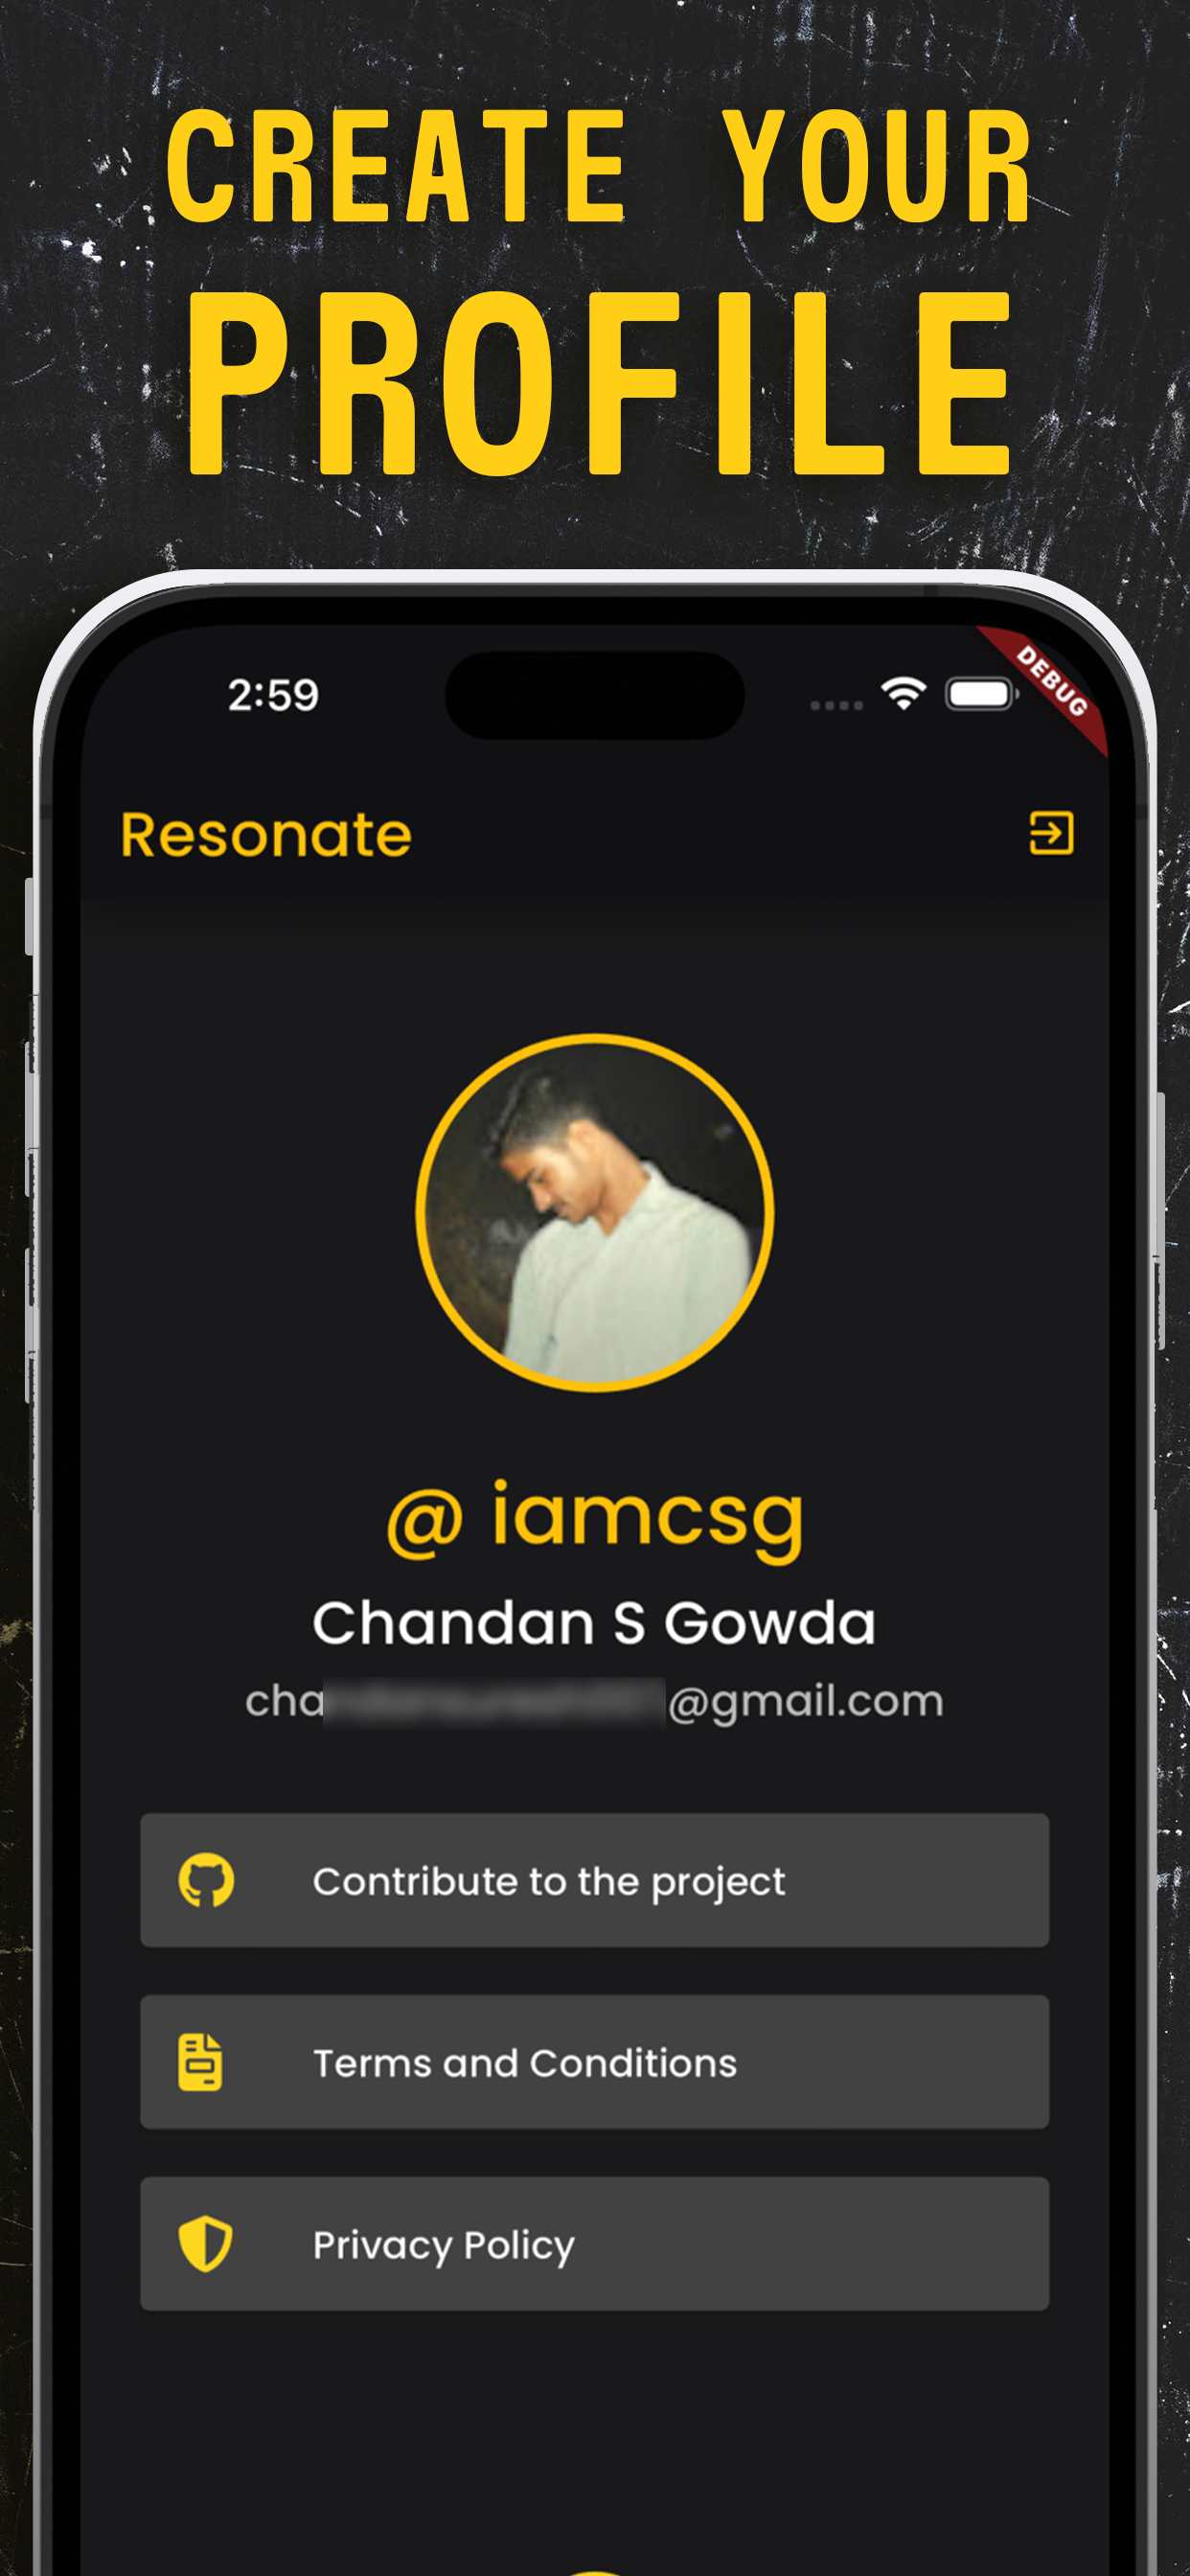 CREATE YOUR
PROFILE
2:59
DEBUG
Resonate
@ iamcsg
Chandan S Gowda
cha @gmail.com
Contribute to the project
Terms and Conditions
Privacy Policy